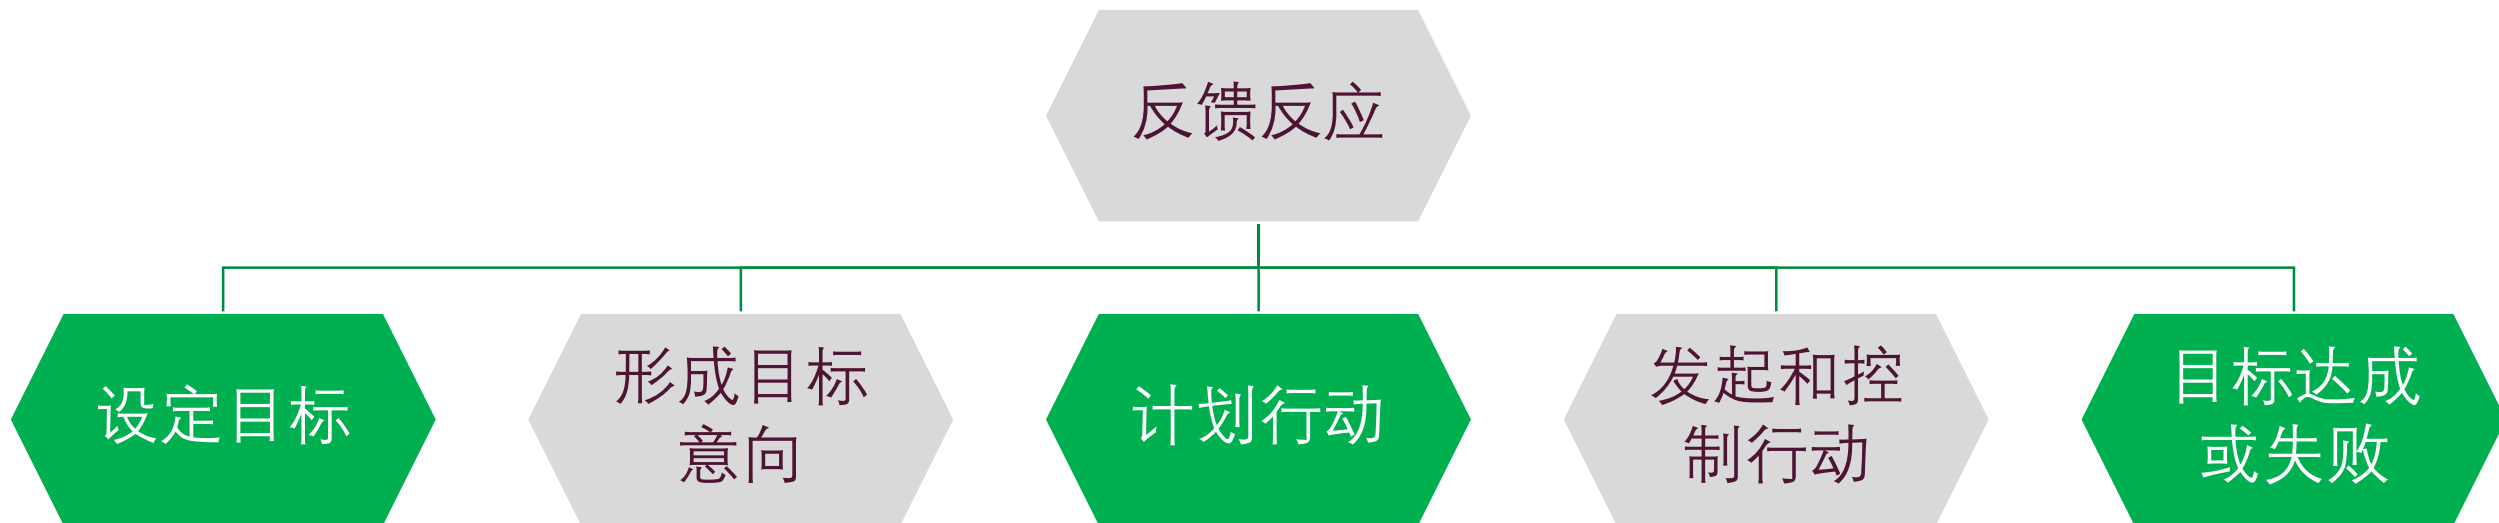 反馈反应
设定目标
形成目标
意向
计划行动
发起和控
制行动
目标达成
或失败